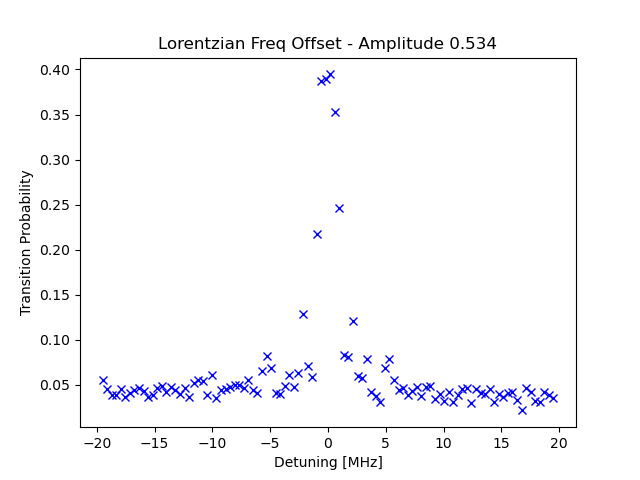 Lorentzian Freq Offset - Amplitude 0.534
0.40
0.35
0.30
0.25
0.20
0.15
0.10
0.05
Transition Probability
−20 −15 −10 −5 0 5 10 15 20
Detuning [MHz]